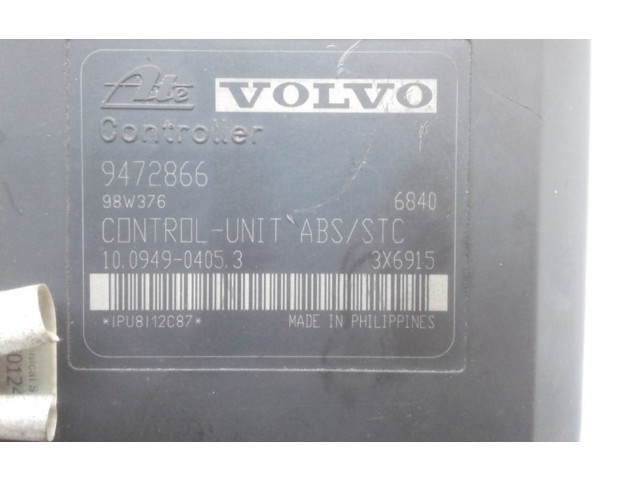 Ate VOLVO
Controller
9472866
98W376 6840
CONTROL-UNIT ABS/STC
10.0949-0405.3 3X6915
*IPU8I12C87* MADE IN PHILIPPINES
0124